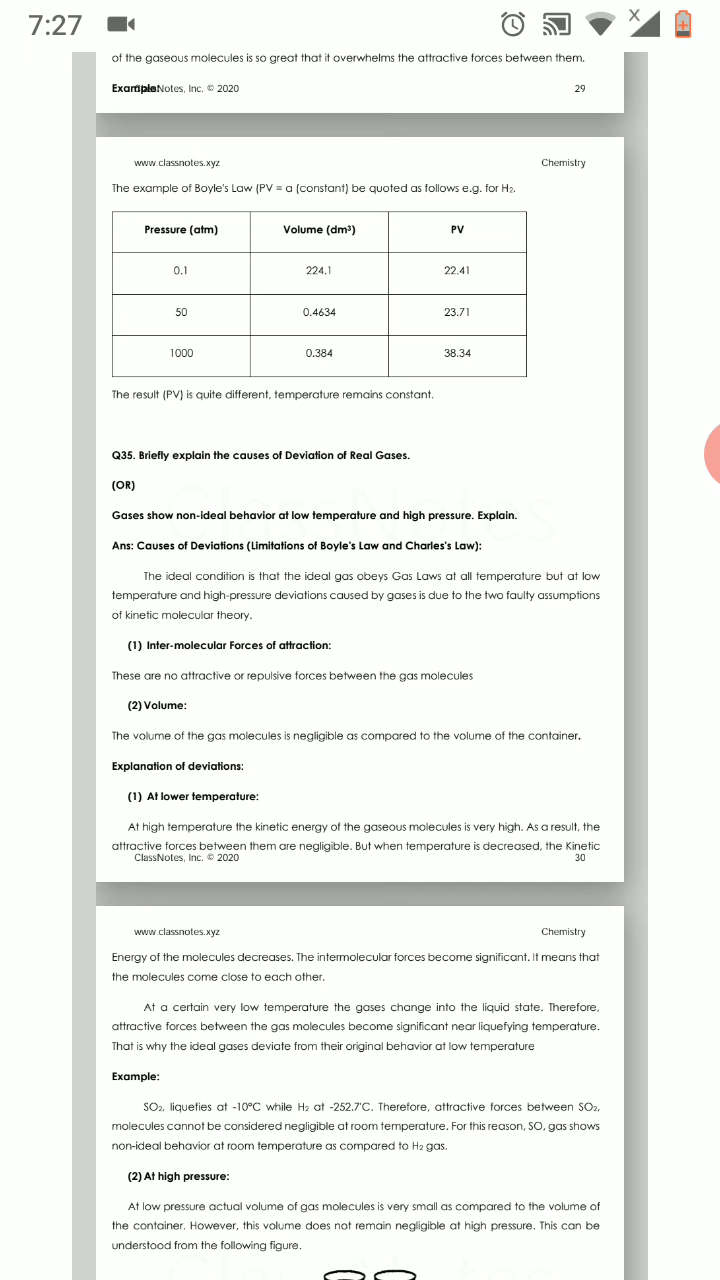 7:27
of the gaseous molecules is so great that it overwhelms the attractive forces between them.
Example:
Notes, Inc. © 2020 29
www.classnotes.xyz Chemistry
The example of Boyle's Law (PV = a (constant) be quoted as follows e.g. for H₂.
Pressure (atm) Volume (dm³) PV
0.1 224.1 22.41
50 0.4634 23.71
1000 0.384 38.34
The result (PV) is quite different, temperature remains constant.
Q35. Briefly explain the causes of Deviation of Real Gases.
(OR)
Gases show non-ideal behavior at low temperature and high pressure. Explain.
Ans: Causes of Deviations (Limitations of Boyle's Law and Charles's Law):
The ideal condition is that the ideal gas obeys Gas Laws at all temperature but at low
temperature and high-pressure deviations caused by gases is due to the two faulty assumptions
of kinetic molecular theory.
(1) Inter-molecular Forces of attraction:
These are no attractive or repulsive forces between the gas molecules
(2) Volume:
The volume of the gas molecules is negligible as compared to the volume of the container.
Explanation of deviations:
(1) At lower temperature:
At high temperature the kinetic energy of the gaseous molecules is very high. As a result, the
attractive forces between them are negligible. But when temperature is decreased, the Kinetic
ClassNotes, Inc. © 2020 30
www.classnotes.xyz Chemistry
Energy of the molecules decreases. The intermolecular forces become significant. It means that
the molecules come close to each other.
At a certain very low temperature the gases change into the liquid state. Therefore,
attractive forces between the gas molecules become significant near liquefying temperature.
That is why the ideal gases deviate from their original behavior at low temperature
Example:
SO₂, liquefies at -10°C while H₂ at -252.7'C. Therefore, attractive forces between SO₂,
molecules cannot be considered negligible at room temperature. For this reason, SO, gas shows
non-ideal behavior at room temperature as compared to H₂ gas.
(2) At high pressure:
At low pressure actual volume of gas molecules is very small as compared to the volume of
the container. However, this volume does not remain negligible at high pressure. This can be
understood from the following figure.